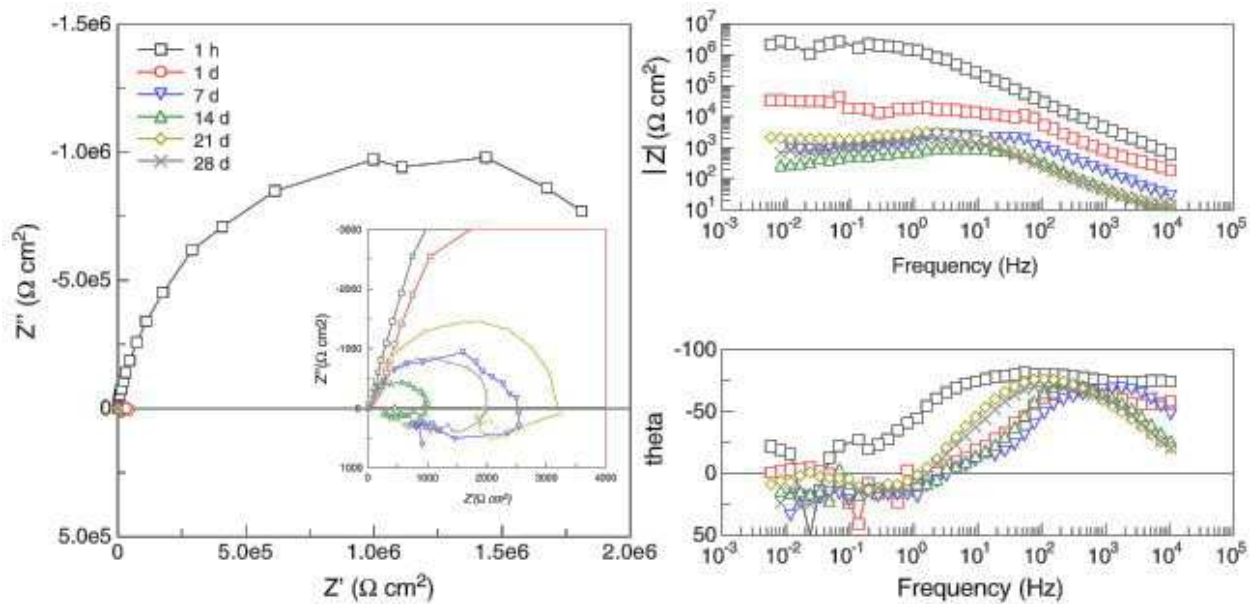 -1.5e6
1 h
1 d
7 d
14 d
21 d
28 d
-1.0e6
-5.0e5
0
5.0e5
Z'' (Ω cm²)
0
5.0e5
1.0e6
1.5e6
2.0e6
Z' (Ω cm²)
-3000
-2000
-1000
0
1000
Z''(Ω cm2)
0
1000
2000
3000
4000
Z'(Ω cm²)
10⁷
10⁶
10⁵
10⁴
10³
10²
10¹
|Z| (Ω cm²)
10⁻³
10⁻²
10⁻¹
10⁰
10¹
10²
10³
10⁴
10⁵
Frequency (Hz)
-100
-50
0
50
theta
10⁻³
10⁻²
10⁻¹
10⁰
10¹
10²
10³
10⁴
10⁵
Frequency (Hz)